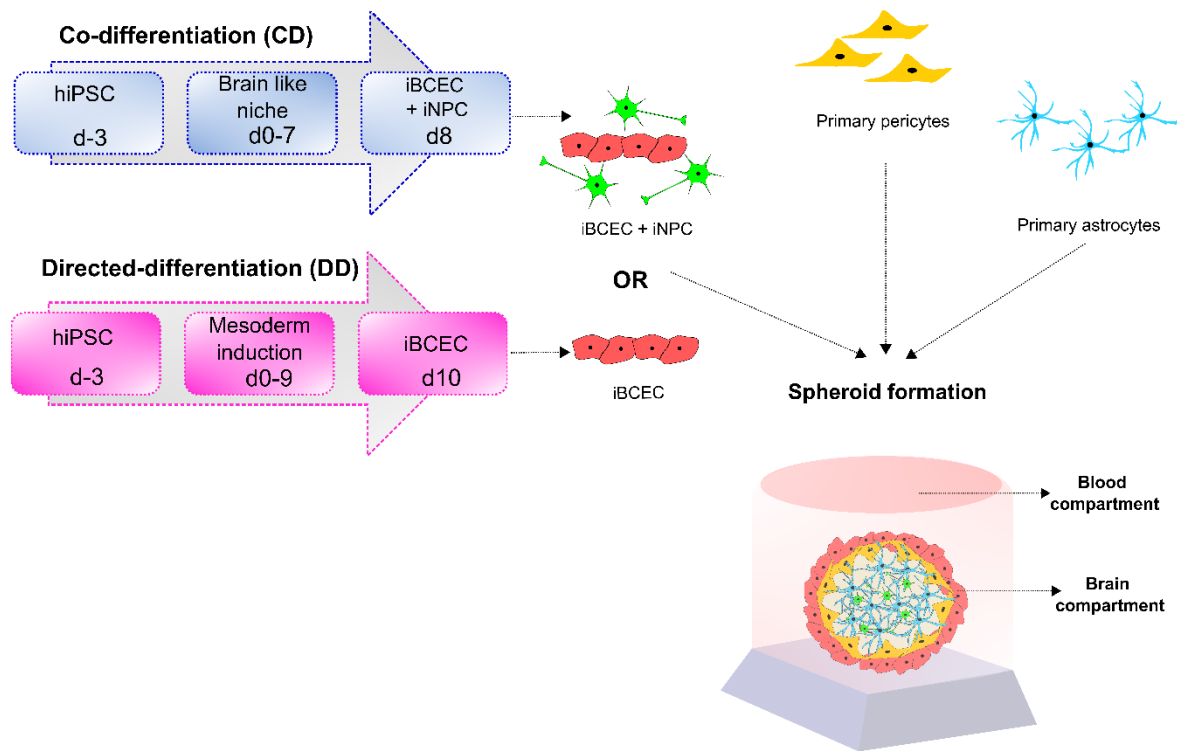 Co-differentiation (CD)
hiPSC
d-3
Brain like
niche
d0-7
iBCEC
+ iNPC
d8
iBCEC + iNPC
Primary pericytes
Primary astrocytes
Directed-differentiation (DD)
hiPSC
d-3
Mesoderm
induction
d0-9
iBCEC
d10
OR
iBCEC
Spheroid formation
Blood
compartment
Brain
compartment